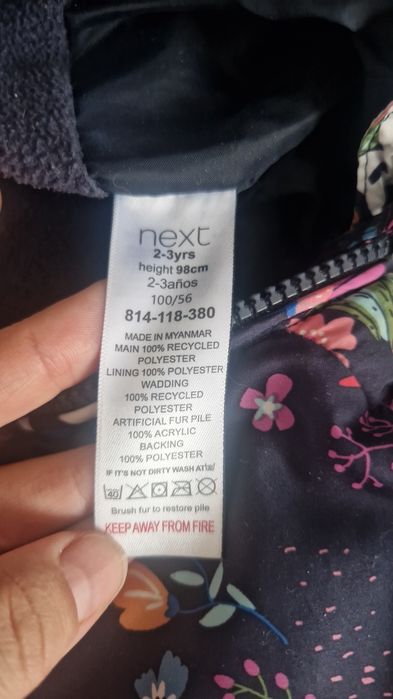 next
2-3yrs
height 98cm
2-3años
100/56
814-118-380
MADE IN MYANMAR
MAIN 100% RECYCLED
POLYESTER
LINING 100% POLYESTER
WADDING
100% RECYCLED
POLYESTER
ARTIFICIAL FUR PILE
100% ACRYLIC
BACKING
100% POLYESTER
IF IT'S NOT DIRTY WASH AT
40
Brush fur to restore pile
KEEP AWAY FROM FIRE